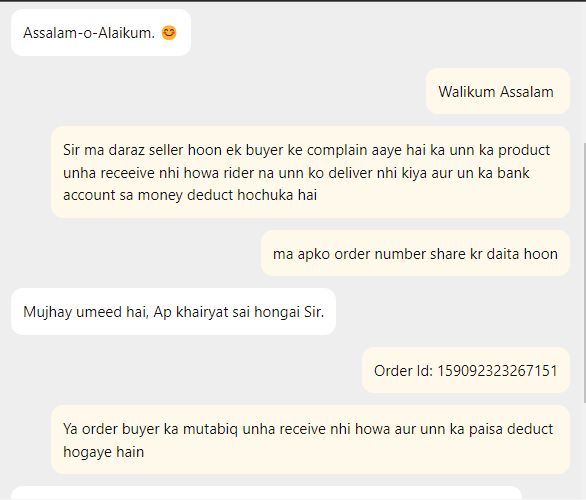 Assalam-o-Alaikum. 😊
Walikum Assalam
Sir ma daraz seller hoon ek buyer ke complain aaye hai ka unn ka product
unha receeive nhi howa rider na unn ko deliver nhi kiya aur un ka bank
account sa money deduct hochuka hai
ma apko order number share kr daita hoon
Mujhay umeed hai, Ap khairyat sai hongai Sir.
Order Id: 159092323267151
Ya order buyer ka mutabiq unha receive nhi howa aur unn ka paisa deduct
hogaye hain